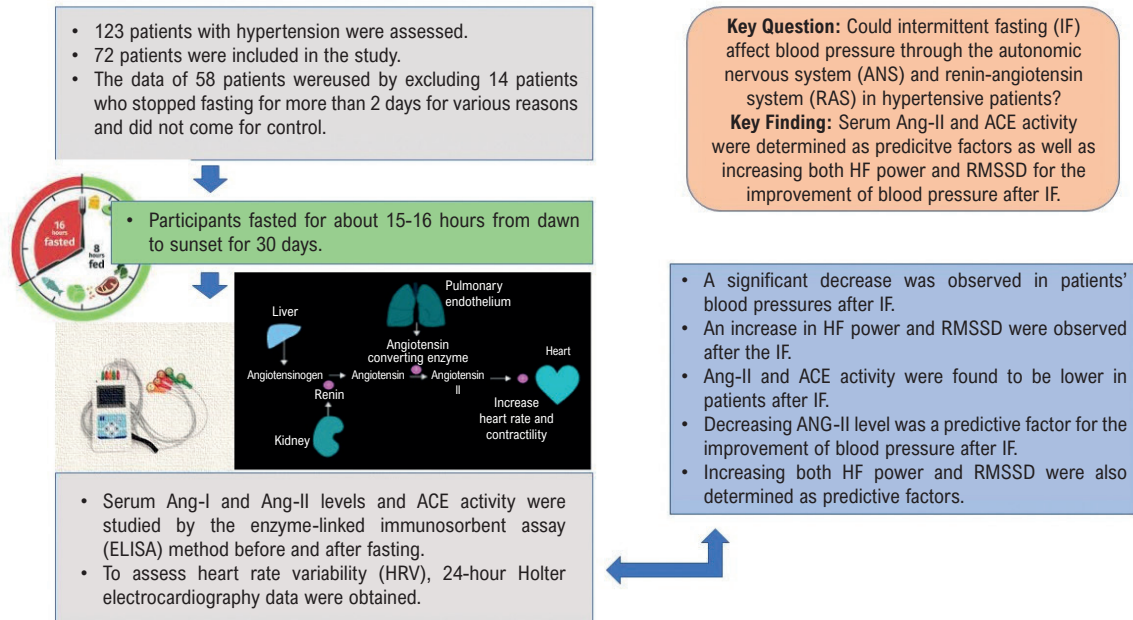 • 123 patients with hypertension were assessed.
• 72 patients were included in the study.
• The data of 58 patients wereused by excluding 14 patients
who stopped fasting for more than 2 days for various reasons
and did not come for control.
16
hours
fasted
8
hours
fed
• Participants fasted for about 15-16 hours from dawn
to sunset for 30 days.
Liver
Pulmonary
endothelium
Angiotensin
converting enzyme
Heart
Angiotensinogen
Angiotensin
Angiotensin
II
Renin
Kidney
Increase
heart rate and
contractility
• Serum Ang-I and Ang-II levels and ACE activity were
studied by the enzyme-linked immunosorbent assay
(ELISA) method before and after fasting.
• To assess heart rate variability (HRV), 24-hour Holter
electrocardiography data were obtained.
Key Question: Could intermittent fasting (IF)
affect blood pressure through the autonomic
nervous system (ANS) and renin-angiotensin
system (RAS) in hypertensive patients?
Key Finding: Serum Ang-II and ACE activity
were determined as predicitve factors as well as
increasing both HF power and RMSSD for the
improvement of blood pressure after IF.
• A significant decrease was observed in patients’
blood pressures after IF.
• An increase in HF power and RMSSD were observed
after the IF.
• Ang-II and ACE activity were found to be lower in
patients after IF.
• Decreasing ANG-II level was a predictive factor for the
improvement of blood pressure after IF.
• Increasing both HF power and RMSSD were also
determined as predictive factors.